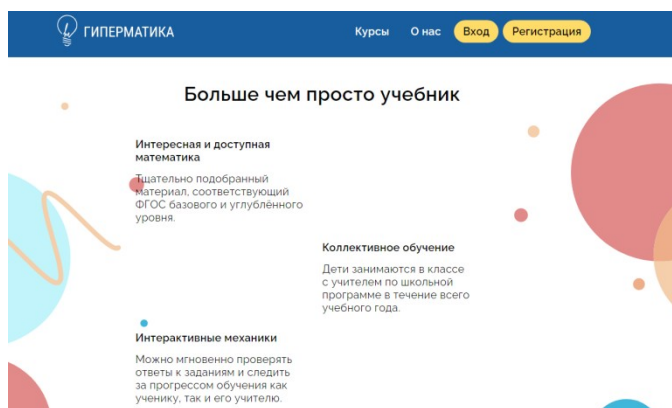 ГИПЕРМАТИКА
Курсы О нас Вход Регистрация
Больше чем просто учебник
Интересная и доступная
математика
Тщательно подобранный
материал, соответствующий
ФГОС базового и углублённого
уровня.
Коллективное обучение
Дети занимаются в классе
с учителем по школьной
программе в течение всего
учебного года.
Интерактивные механики
Можно мгновенно проверять
ответы к заданиям и следить
за прогрессом обучения как
ученику, так и его учителю.